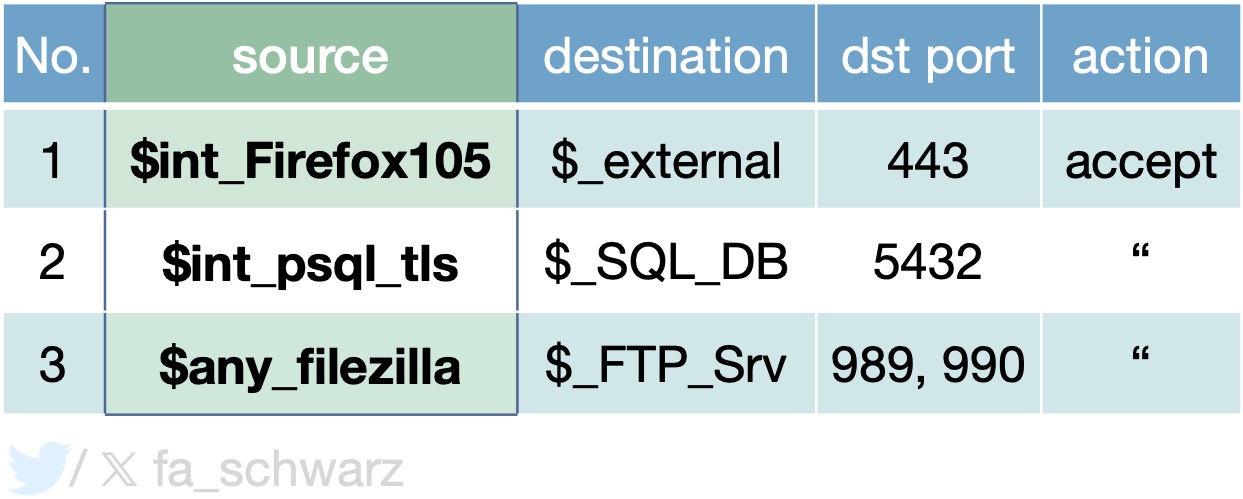 No. source destination dst port action
1 $int_Firefox105 $_external 443 accept
2 $int_psql_tls $_SQL_DB 5432 “
3 $any_filezilla $_FTP_Srv 989, 990 “
/ 𝕏 fa_schwarz